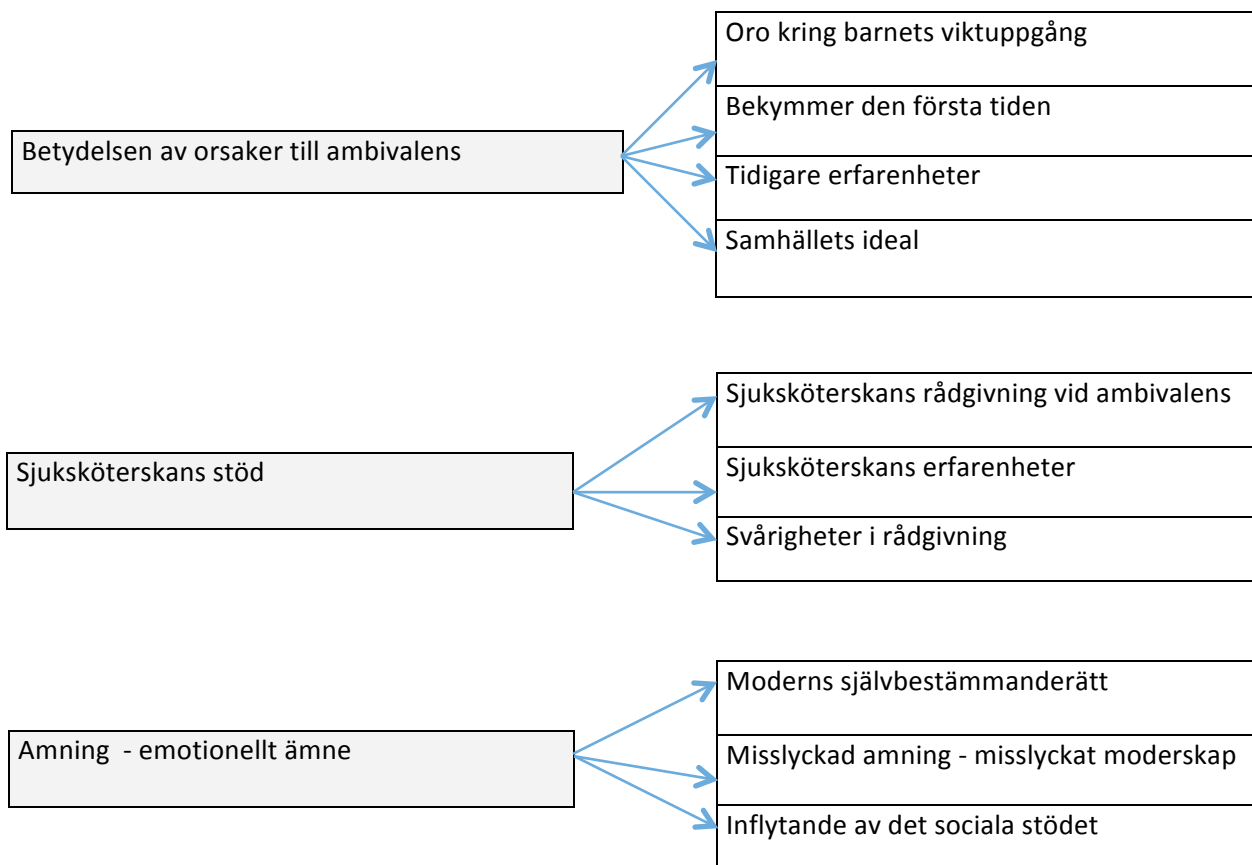 Betydelsen av orsaker till ambivalens
Oro kring barnets viktuppgång
Bekymmer den första tiden
Tidigare erfarenheter
Samhällets ideal
Sjuksköterskans stöd
Sjuksköterskans rådgivning vid ambivalens
Sjuksköterskans erfarenheter
Svårigheter i rådgivning
Amning - emotionellt ämne
Moderns självbestämmanderätt
Misslyckad amning - misslyckat moderskap
Inflytande av det sociala stödet